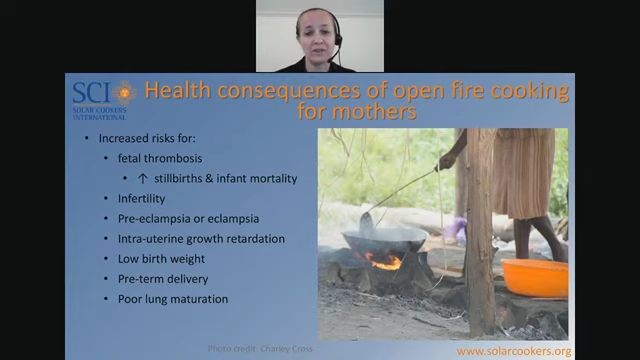 SCI
SOLAR COOKERS
INTERNATIONAL
Health consequences of open fire cooking
for mothers
• Increased risks for:
• fetal thrombosis
• ↑ stillbirths & infant mortality
• Infertility
• Pre-eclampsia or eclampsia
• Intra-uterine growth retardation
• Low birth weight
• Pre-term delivery
• Poor lung maturation
Photo credit: Charley Cross
www.solarcookers.org